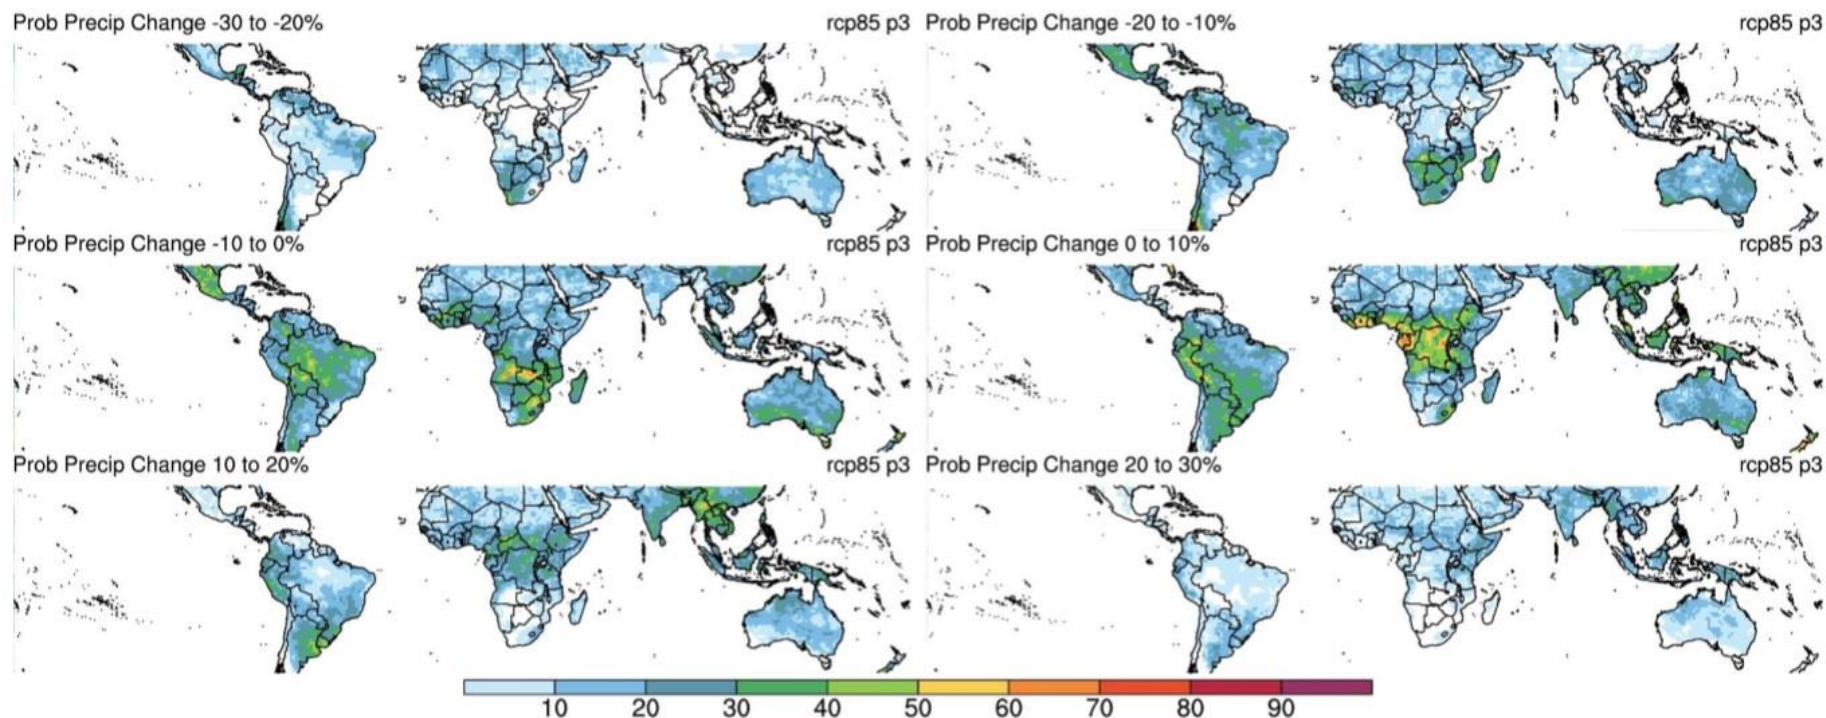 Prob Precip Change -30 to -20% rcp85 p3
Prob Precip Change -20 to -10% rcp85 p3
Prob Precip Change -10 to 0% rcp85 p3
Prob Precip Change 0 to 10% rcp85 p3
Prob Precip Change 10 to 20% rcp85 p3
Prob Precip Change 20 to 30% rcp85 p3
10 20 30 40 50 60 70 80 90